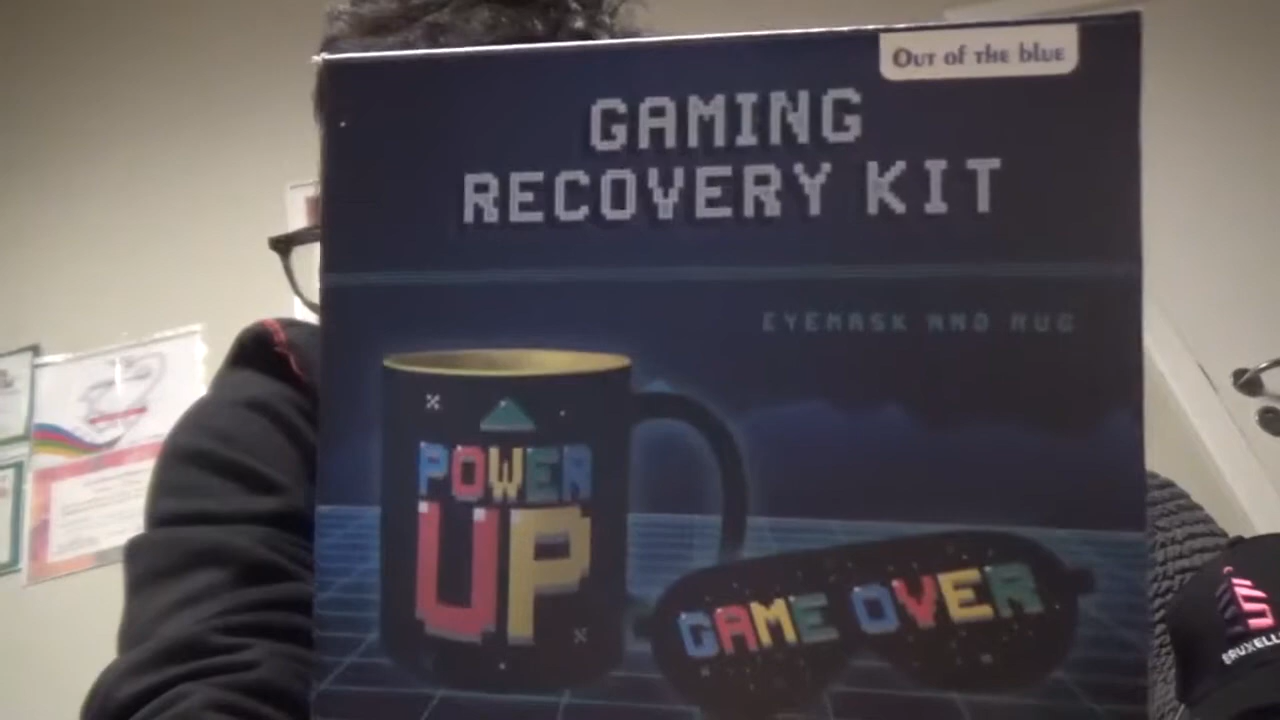 Out of the blue
GAMING
RECOVERY KIT
EYEMASK AND MUG
POWER
UP
GAME OVER